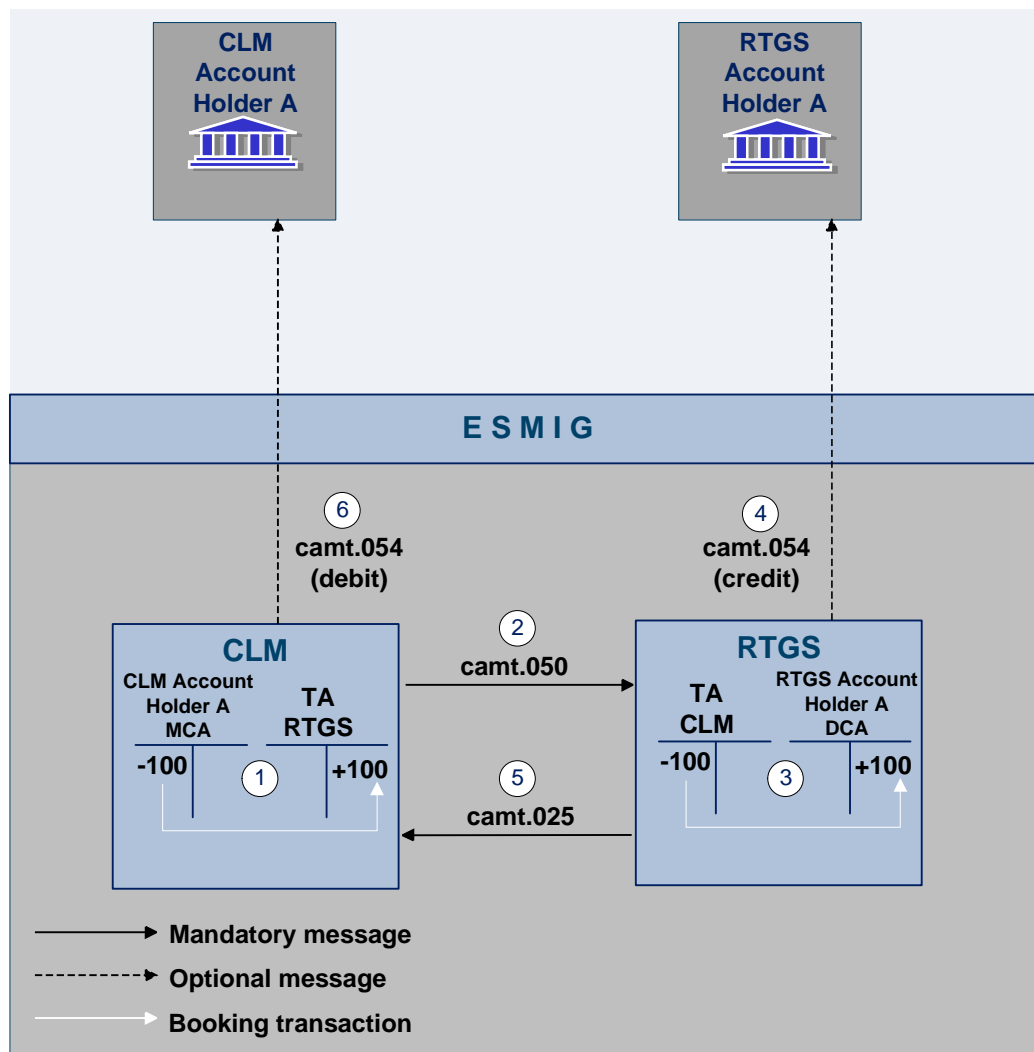 CLM
Account
Holder A
RTGS
Account
Holder A
E S M I G
6
camt.054
(debit)
4
camt.054
(credit)
2
camt.050
CLM
CLM Account
Holder A
MCA
TA
RTGS
-100
1
+100
RTGS
TA
CLM
RTGS Account
Holder A
DCA
-100
3
+100
5
camt.025
Mandatory message
Optional message
Booking transaction